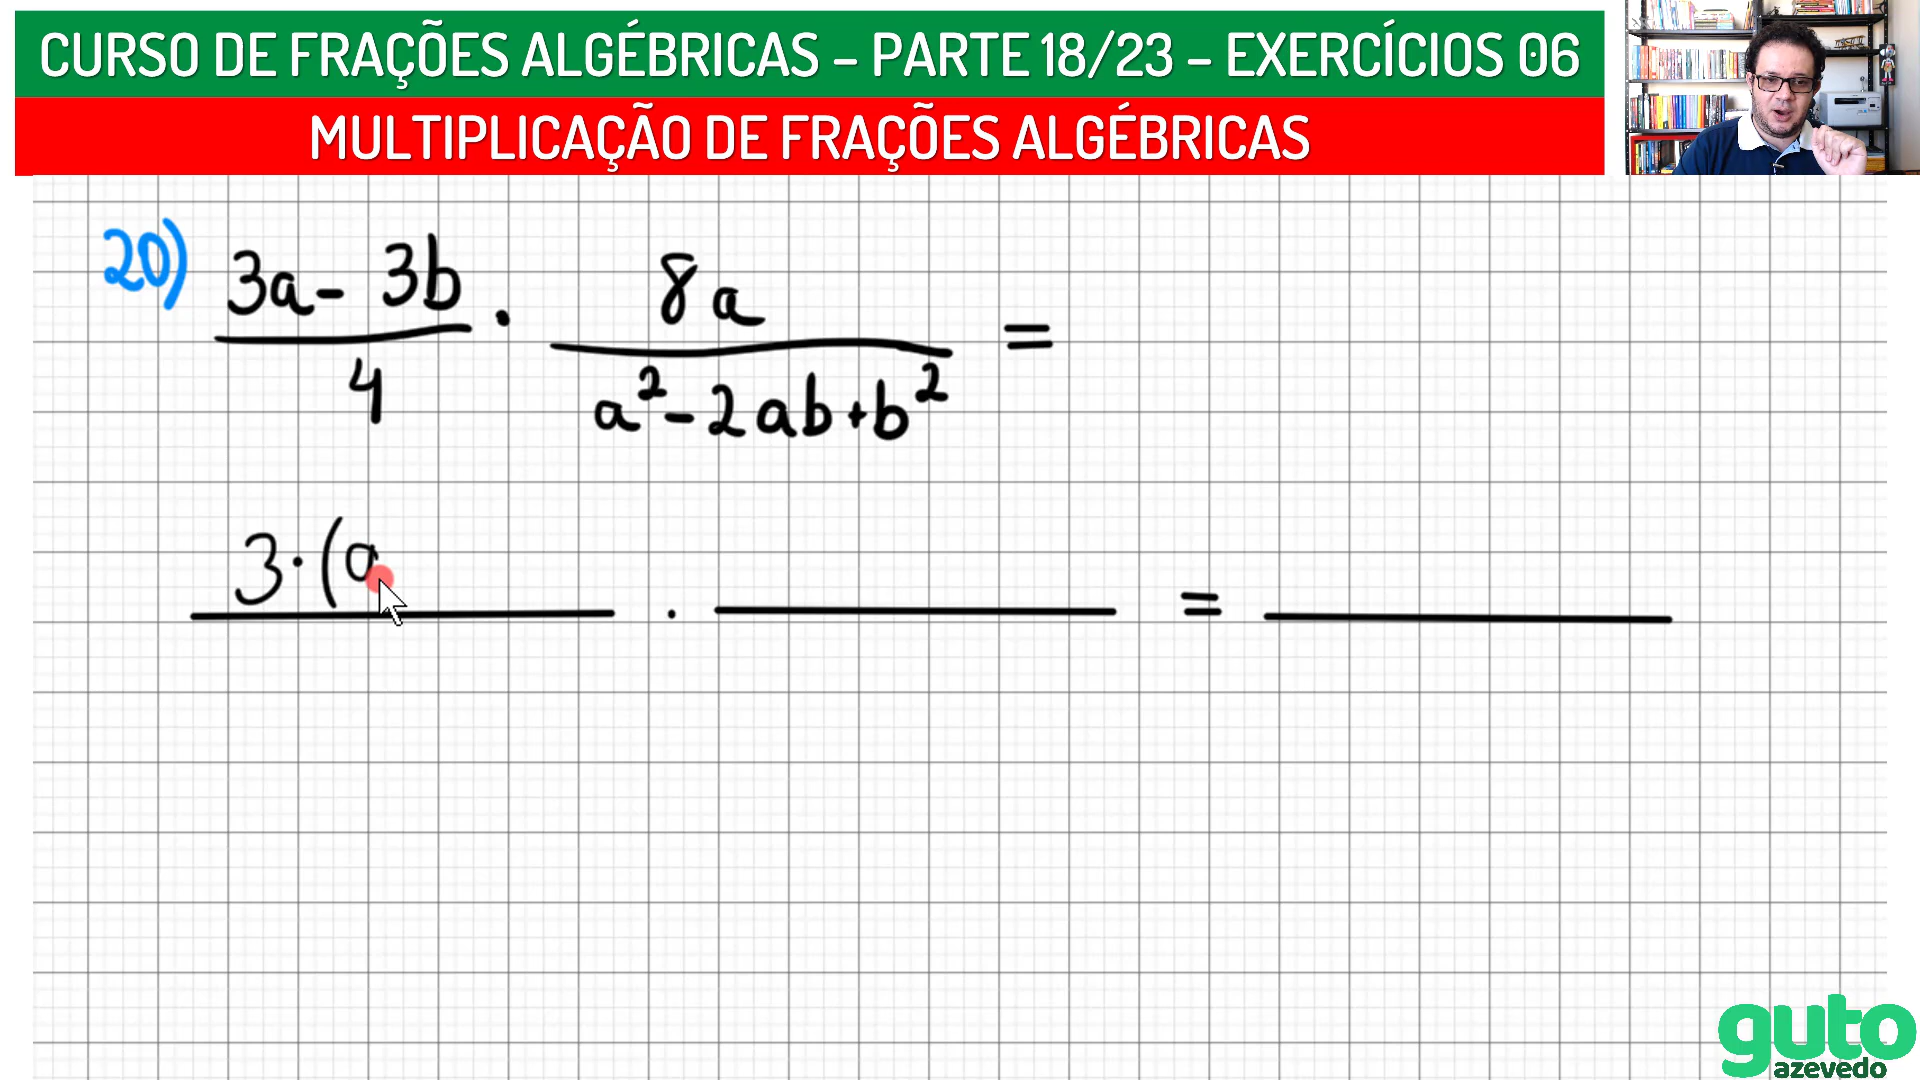 CURSO DE FRAÇÕES ALGÉBRICAS – PARTE 18/23 – EXERCÍCIOS 06
MULTIPLICAÇÃO DE FRAÇÕES ALGÉBRICAS
20) 3a - 3b · 8a =
4 a² - 2ab + b²
3 · (a
· =
guto
azevedo